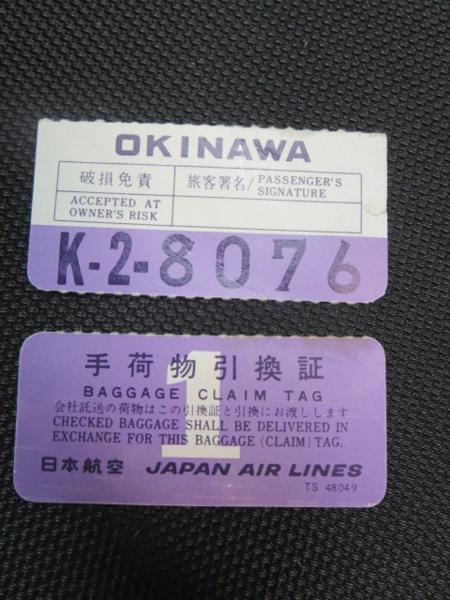 OKINAWA
破損免責
旅客署名/PASSENGER'S SIGNATURE
ACCEPTED AT
OWNER'S RISK
K-2-8076
1
手荷物引換証
BAGGAGE CLAIM TAG
会社託送の荷物はこの引換証と引換にお渡しします
CHECKED BAGGAGE SHALL BE DELIVERED IN
EXCHANGE FOR THIS BAGGAGE (CLAIM) TAG.
日本航空 JAPAN AIR LINES
TS 48049